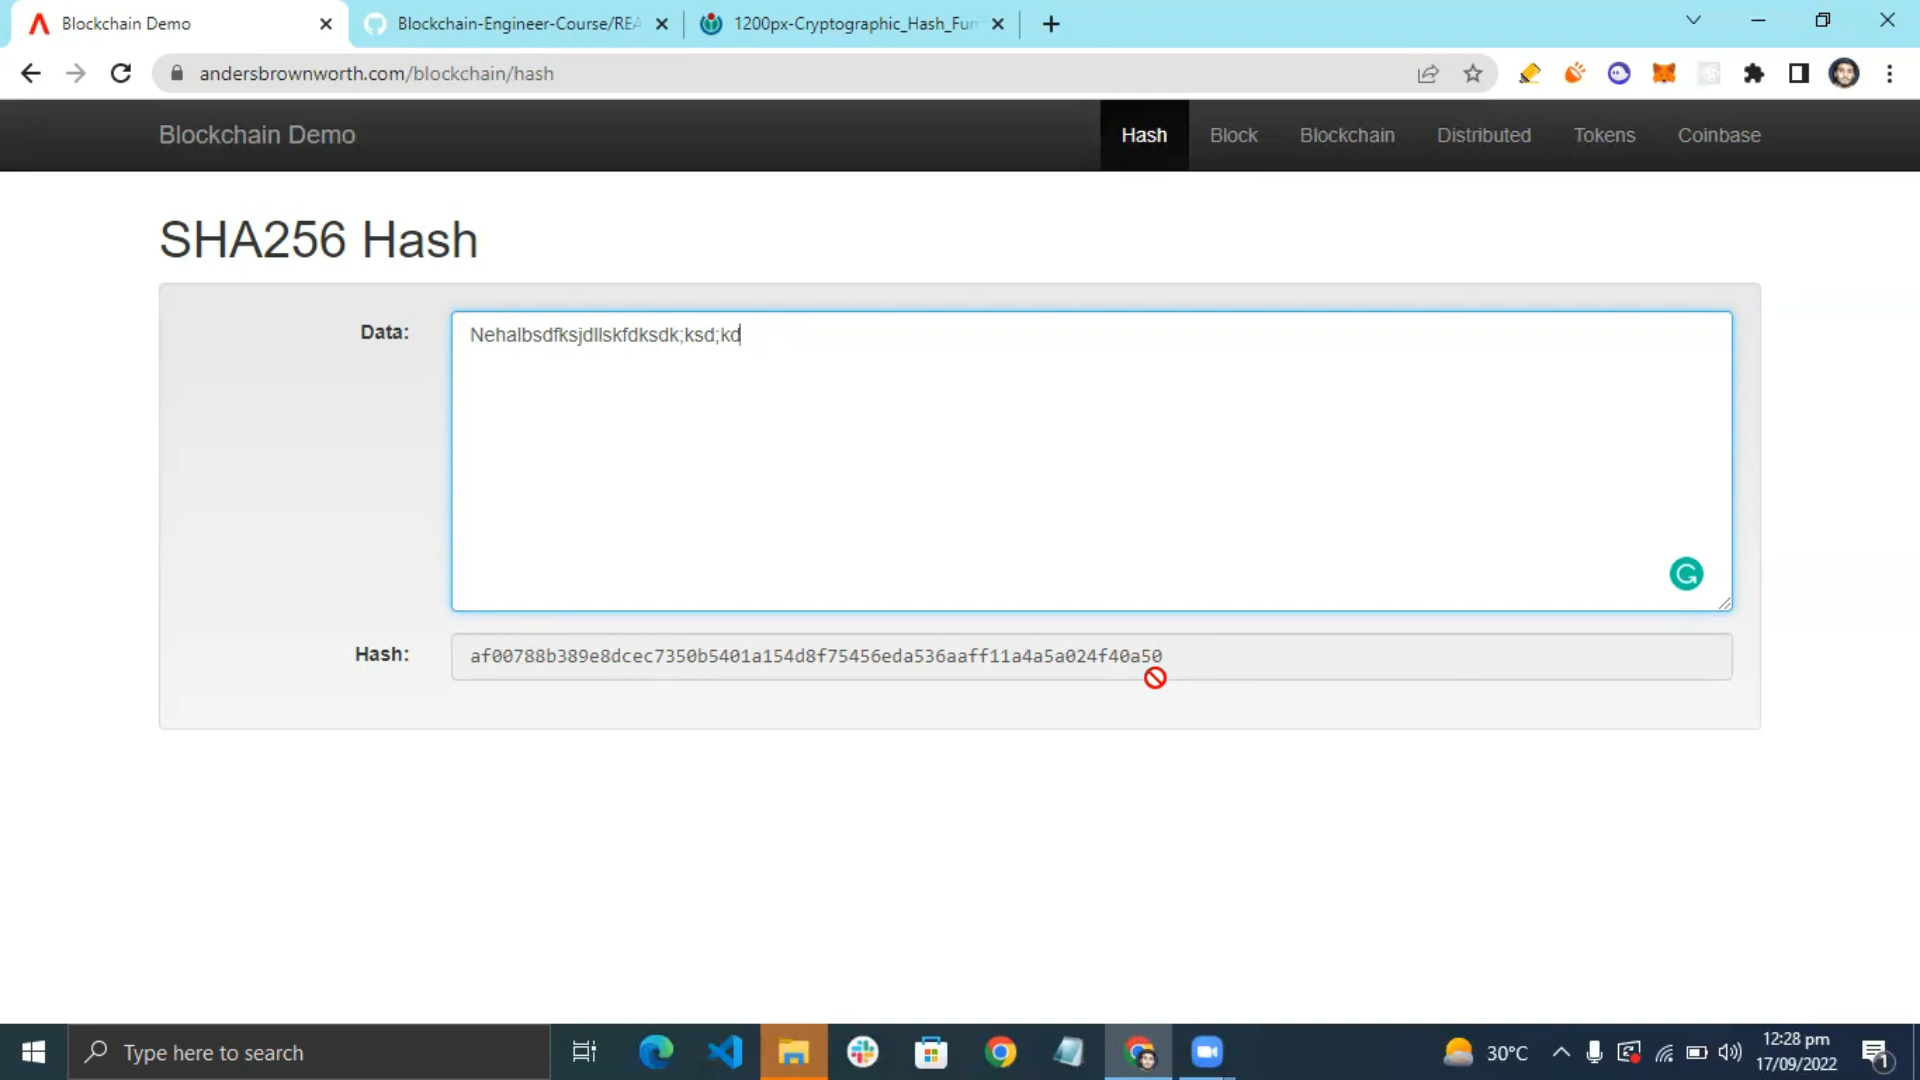 Blockchain Demo
Blockchain-Engineer-Course/REA
1200px-Cryptographic_Hash_Fun
andersbrownworth.com/blockchain/hash
Blockchain Demo
Hash
Block
Blockchain
Distributed
Tokens
Coinbase
SHA256 Hash
Data:
Nehalbsdfksjdllskfdksdk;ksd;kd
Hash:
af00788b389e8dcec7350b5401a154d8f75456eda536aaff11a4a5a024f40a50
Type here to search
30°C
12:28 pm
17/09/2022
1